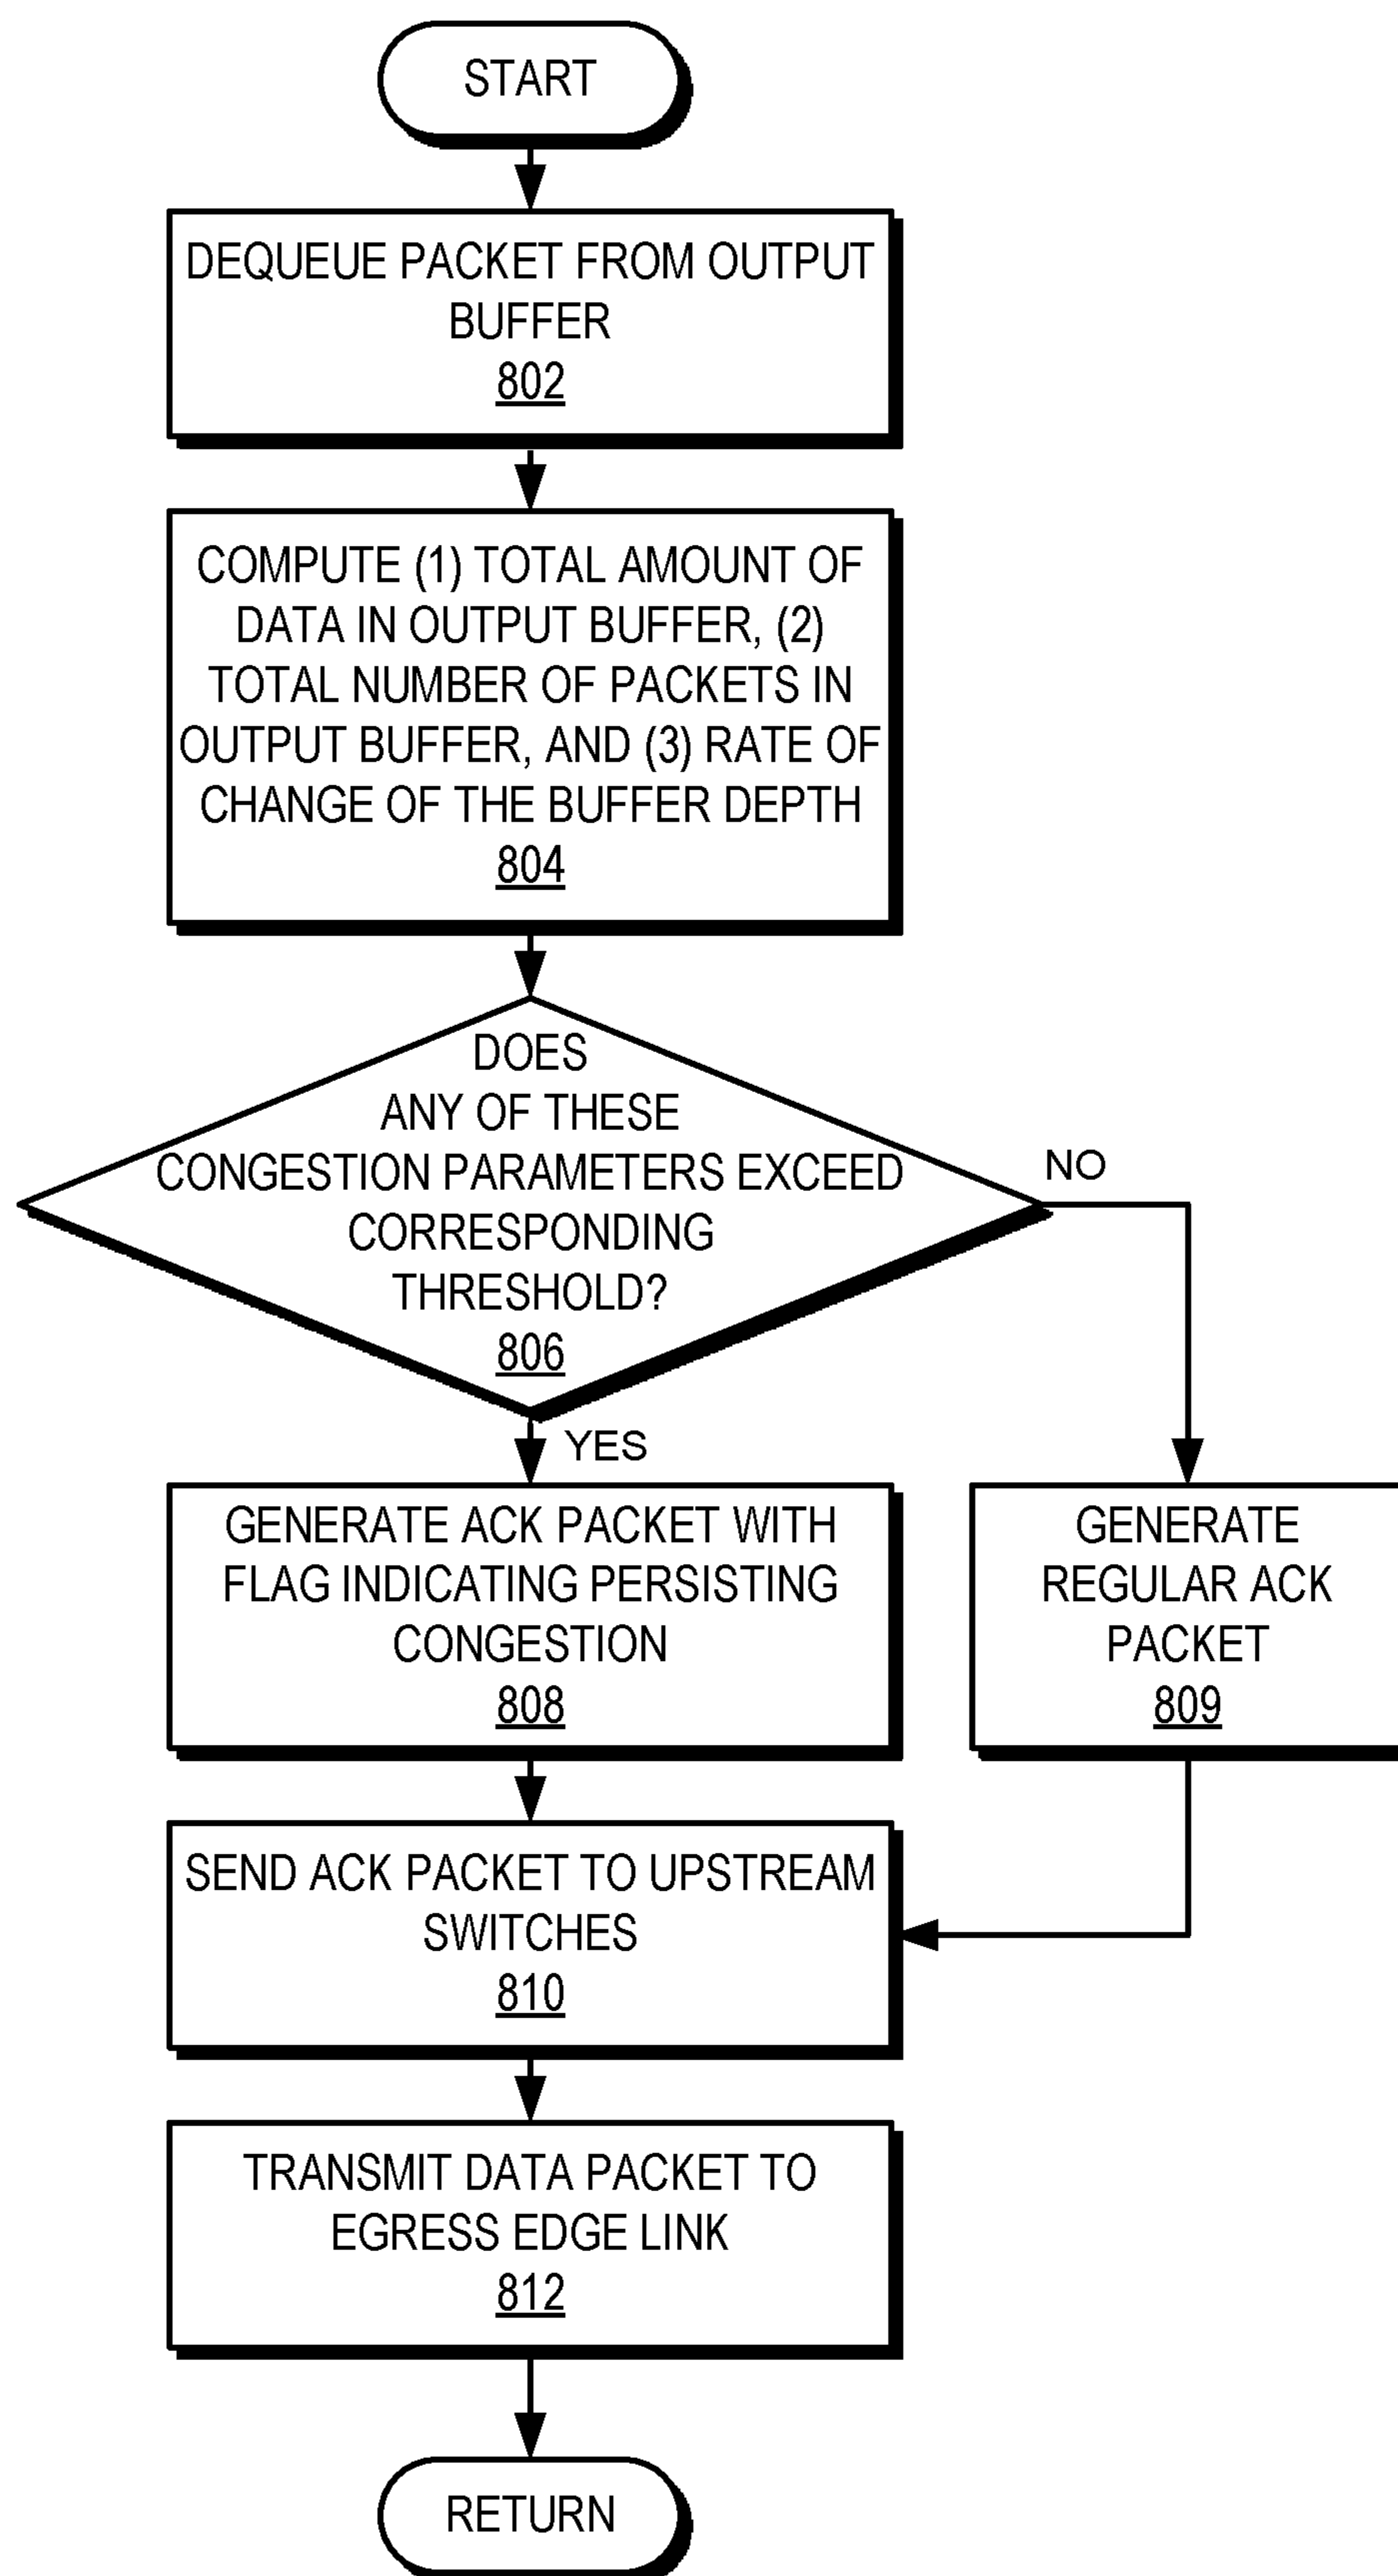 START
DEQUEUE PACKET FROM OUTPUT
BUFFER
802
COMPUTE (1) TOTAL AMOUNT OF
DATA IN OUTPUT BUFFER, (2)
TOTAL NUMBER OF PACKETS IN
OUTPUT BUFFER, AND (3) RATE OF
CHANGE OF THE BUFFER DEPTH
804
DOES
ANY OF THESE
CONGESTION PARAMETERS EXCEED
CORRESPONDING
THRESHOLD?
806
NO
YES
GENERATE ACK PACKET WITH
FLAG INDICATING PERSISTING
CONGESTION
808
GENERATE
REGULAR ACK
PACKET
809
SEND ACK PACKET TO UPSTREAM
SWITCHES
810
TRANSMIT DATA PACKET TO
EGRESS EDGE LINK
812
RETURN